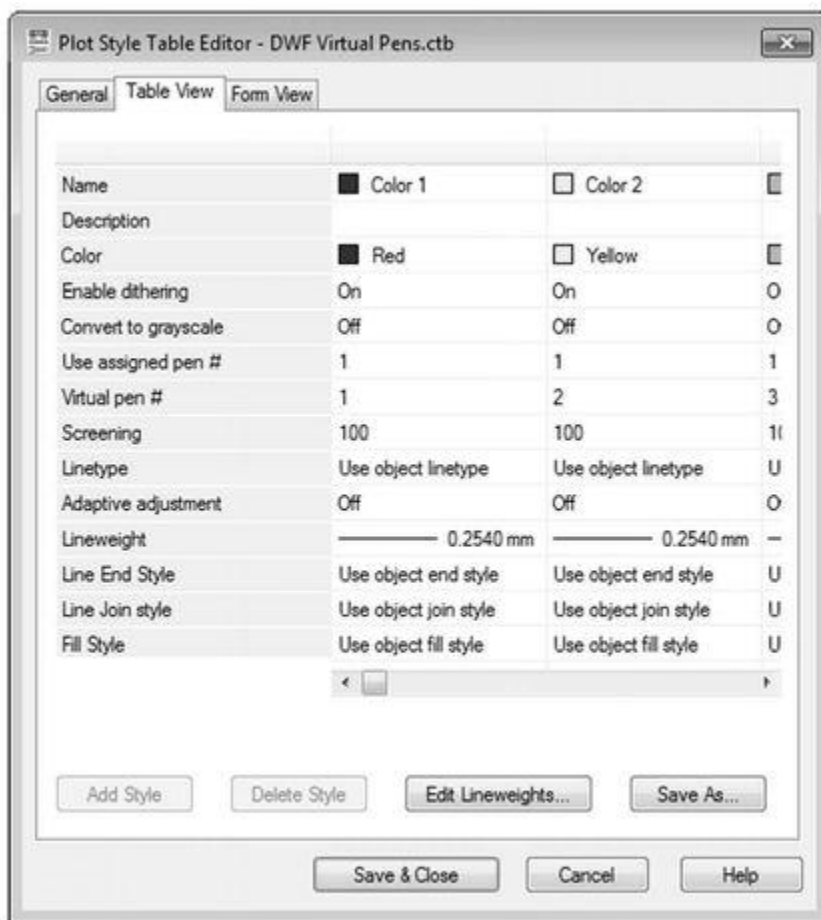 Plot Style Table Editor - DWF Virtual Pens.ctb
General Table View Form View
Name Color 1 Color 2
Description
Color Red Yellow
Enable dithering On On O
Convert to grayscale Off Off O
Use assigned pen # 1 1 1
Virtual pen # 1 2 3
Screening 100 100
Linetype Use object linetype Use object linetype U
Adaptive adjustment Off Off O
Lineweight 0.2540 mm 0.2540 mm
Line End Style Use object end style Use object end style U
Line Join style Use object join style Use object join style U
Fill Style Use object fill style Use object fill style U
Add Style Delete Style Edit Lineweights... Save As...
Save & Close Cancel Help